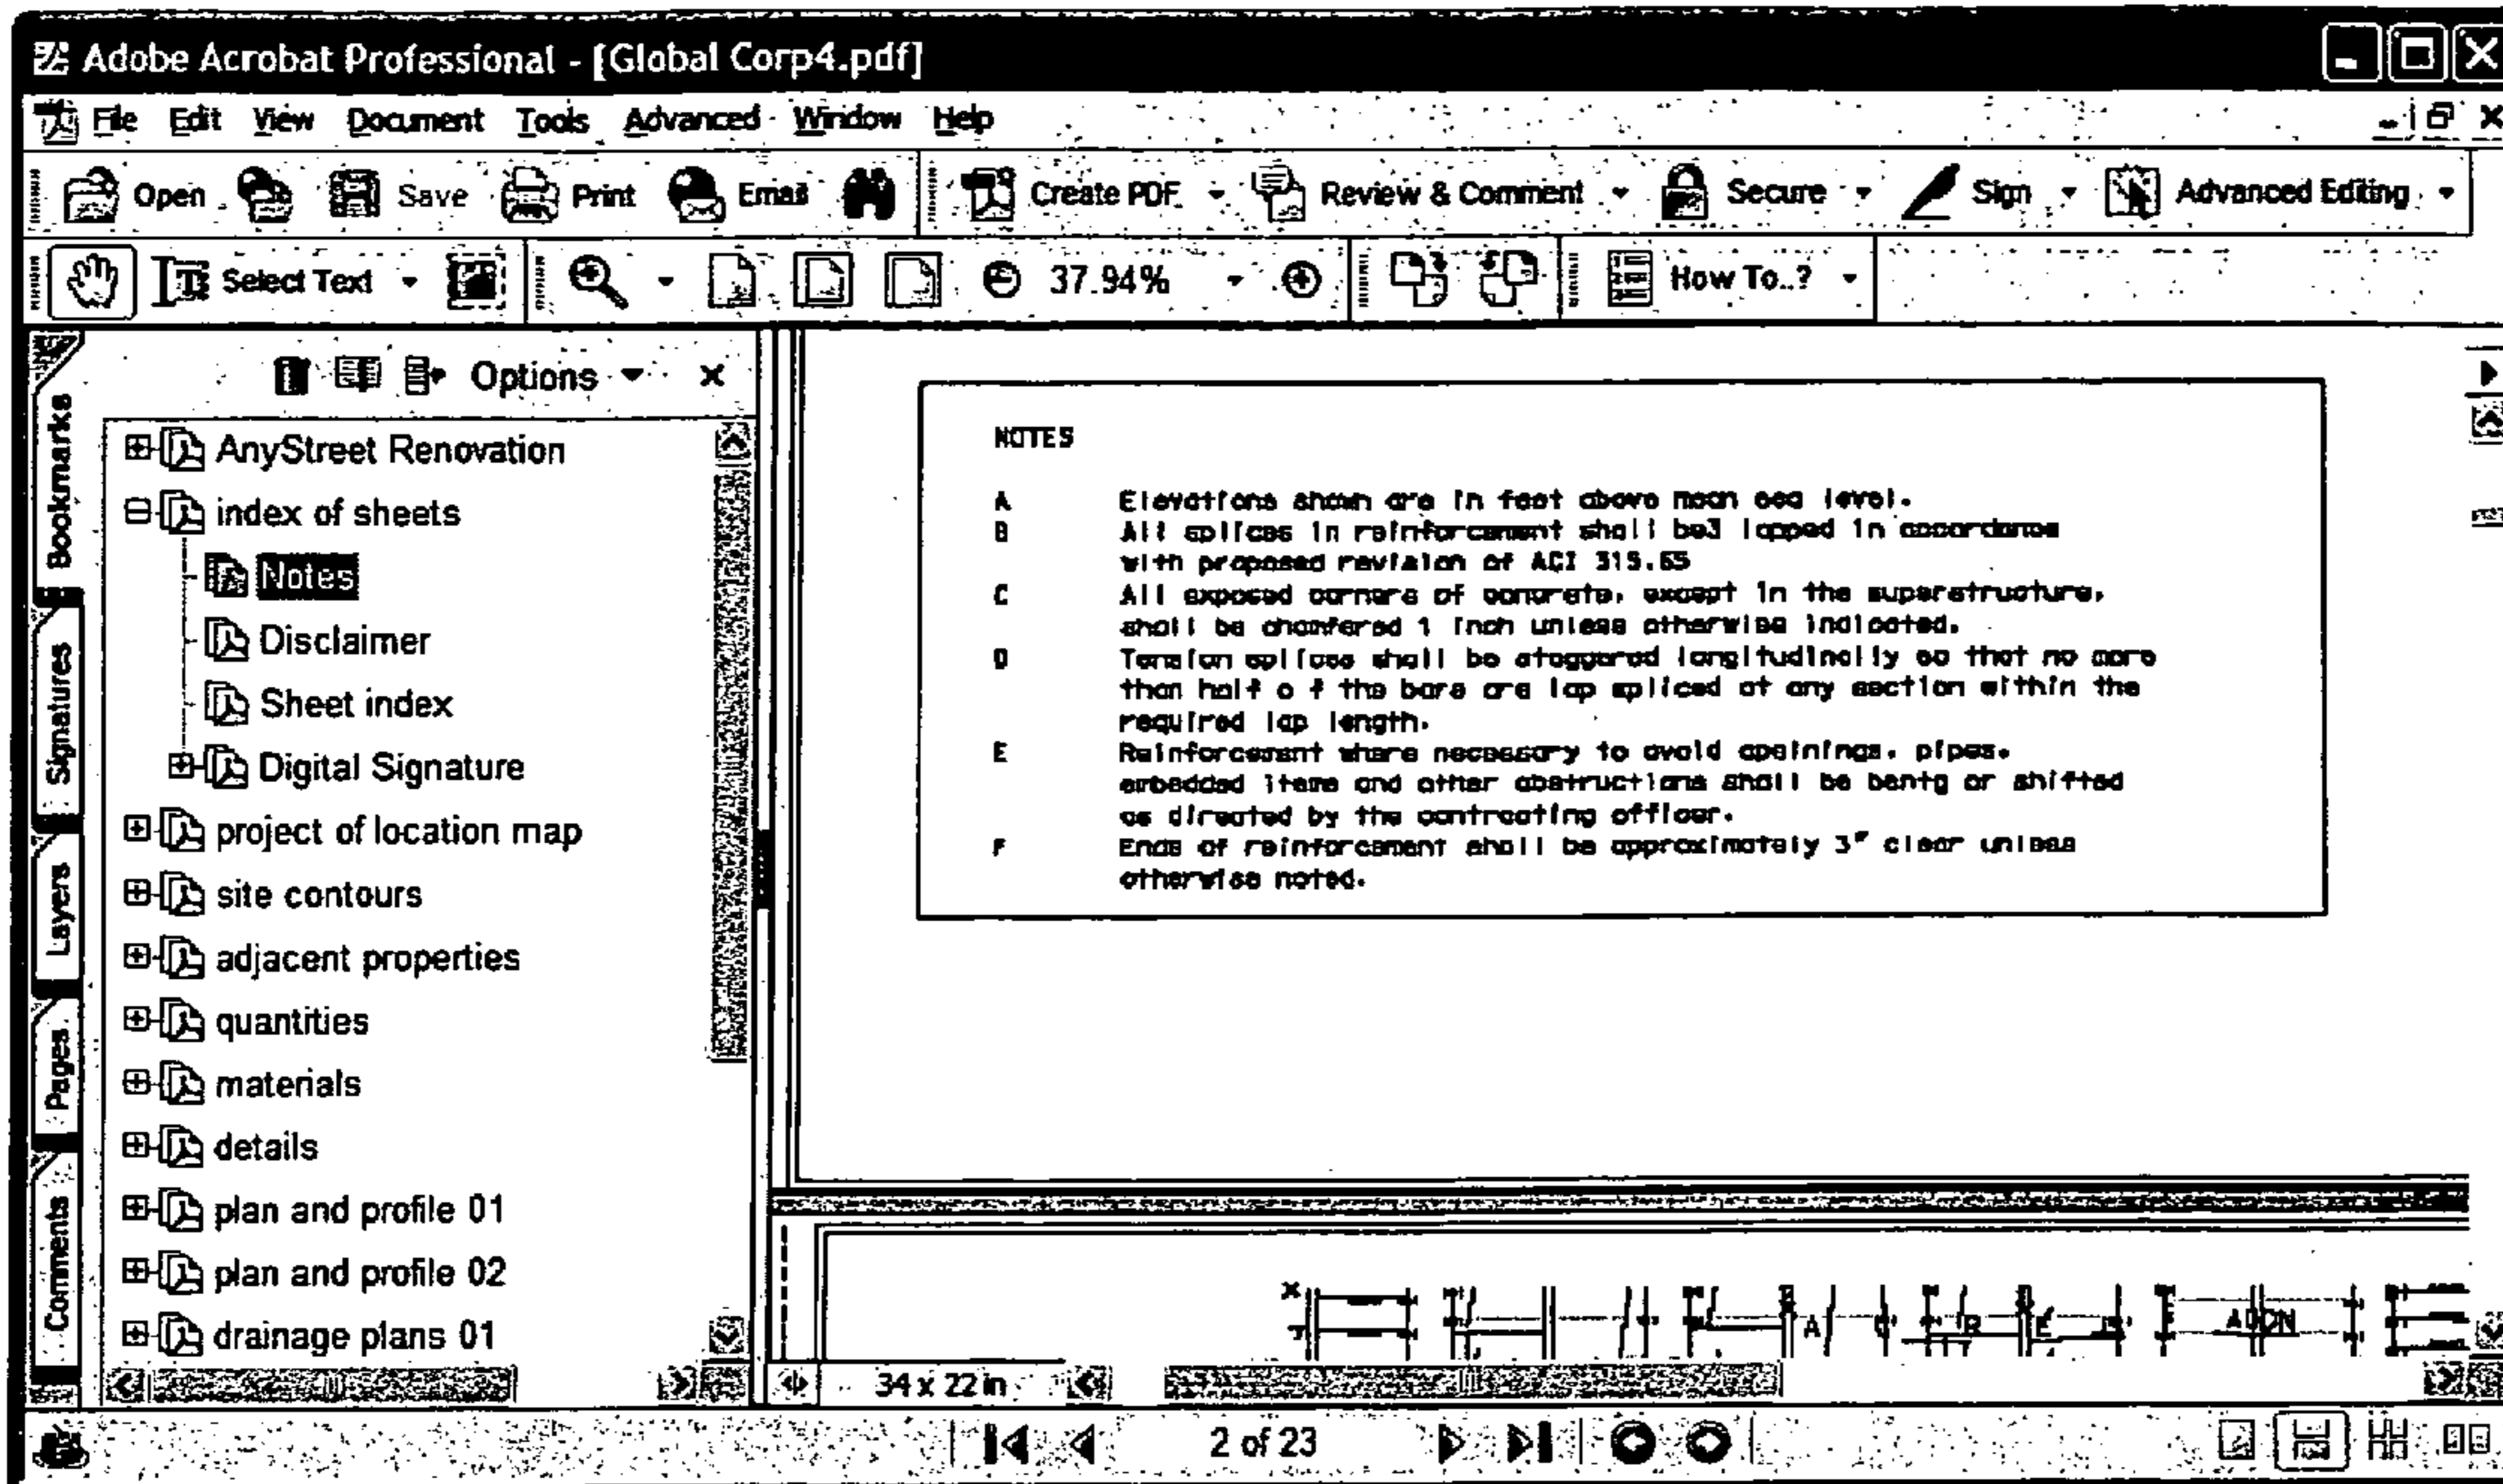 Adobe Acrobat Professional - [Global Corp4.pdf]
File Edit View Document Tools Advanced Window Help
Open Save Print Email Create PDF Review & Comment Secure Sign Advanced Editing
Select Text 37.94% How To..?
Bookmarks
Signatures
Layers
Pages
Comments
Options
AnyStreet Renovation
index of sheets
Notes
Disclaimer
Sheet index
Digital Signature
project of location map
site contours
adjacent properties
quantities
materials
details
plan and profile 01
plan and profile 02
drainage plans 01
NOTES
A Elevations shown are in feet above mean sea level.
B All splices in reinforcement shall be3 lapped in accordance
with proposed revision of ACI 315.65
C All exposed corners of concrete, except in the superstructure,
shall be chamfered 1 inch unless otherwise indicated.
D Tension splices shall be staggered longitudinally so that no more
than half o f the bars are lap spliced at any section within the
required lap length.
E Reinforcement where necessary to avoid opeinings, pipes,
embedded items and other obstructions shall be bentg or shifted
as directed by the contracting officer.
F Ends of reinforcement shall be approximately 3" clear unless
otherwise noted.
34 x 22 in
2 of 23